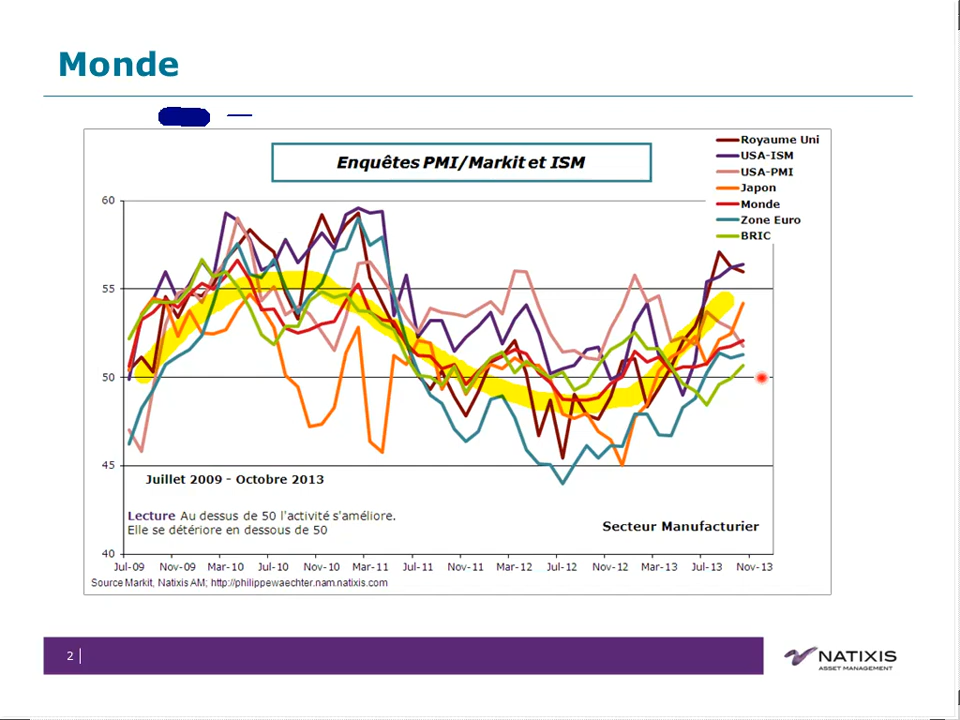 Monde
Enquêtes PMI/Markit et ISM
Royaume Uni
USA-ISM
USA-PMI
Japon
Monde
Zone Euro
BRIC
60
55
50
45
40
Juillet 2009 - Octobre 2013
Lecture Au dessus de 50 l'activité s'améliore.
Elle se détériore en dessous de 50
Secteur Manufacturier
Jul-09 Nov-09 Mar-10 Jul-10 Nov-10 Mar-11 Jul-11 Nov-11 Mar-12 Jul-12 Nov-12 Mar-13 Jul-13 Nov-13
Source Markit, Natixis AM; http://philippewaechter.nam.natixis.com
2
NATIXIS
ASSET MANAGEMENT